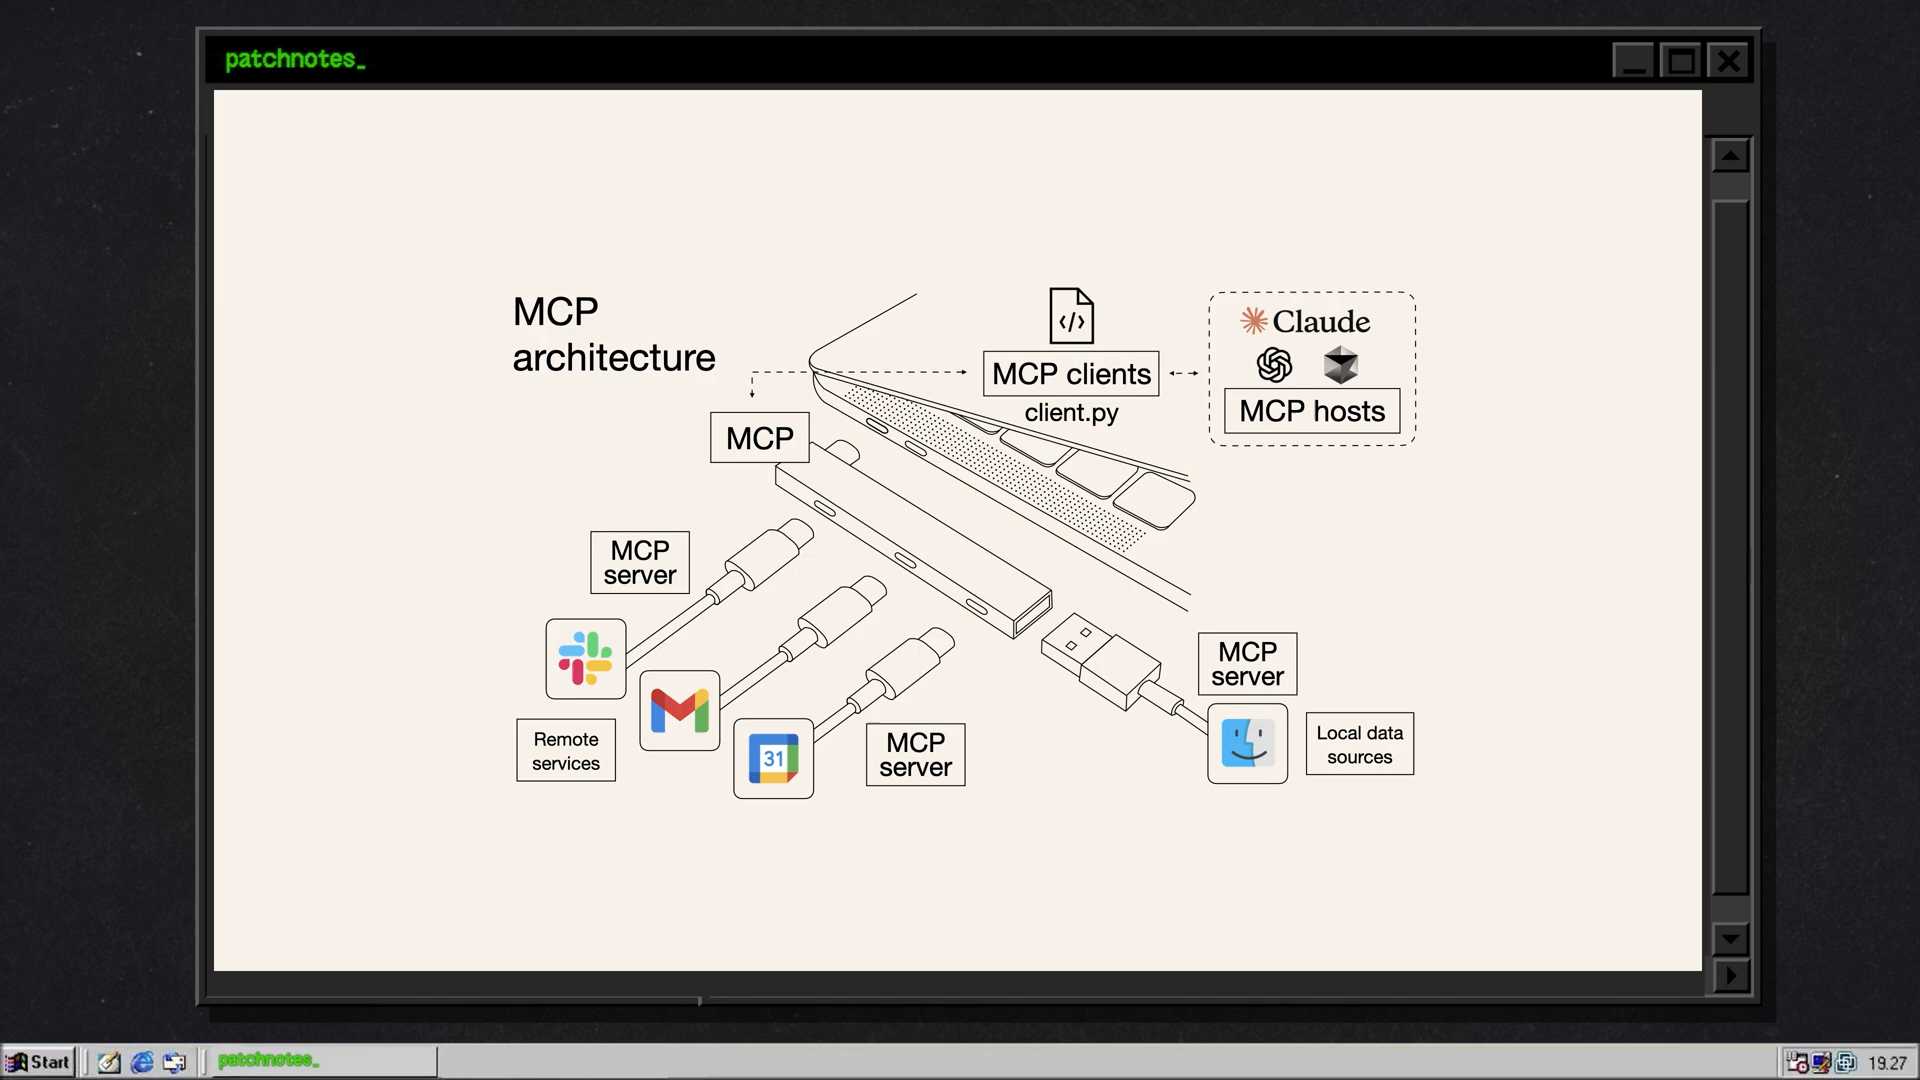 patchnotes_
MCP
architecture
</>
MCP clients
client.py
Claude
MCP hosts
MCP
MCP
server
Remote
services
31
MCP
server
MCP
server
Local data
sources
Start
patchnotes_
19.27